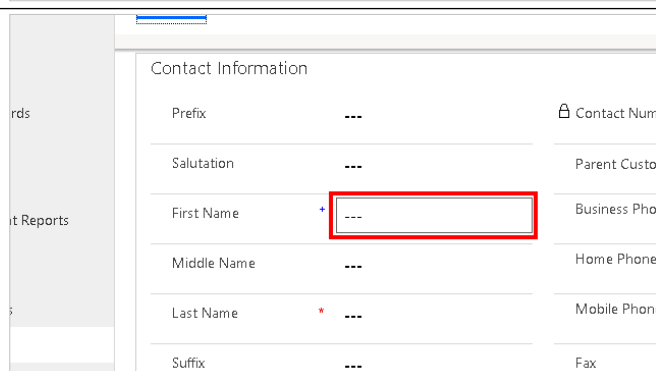 Contact Information
rds
Prefix
---
Contact Num
Salutation
---
Parent Custo
First Name
+
---
Business Pho
t Reports
Middle Name
---
Home Phone
s
Last Name
*
---
Mobile Phon
Suffix
---
Fax